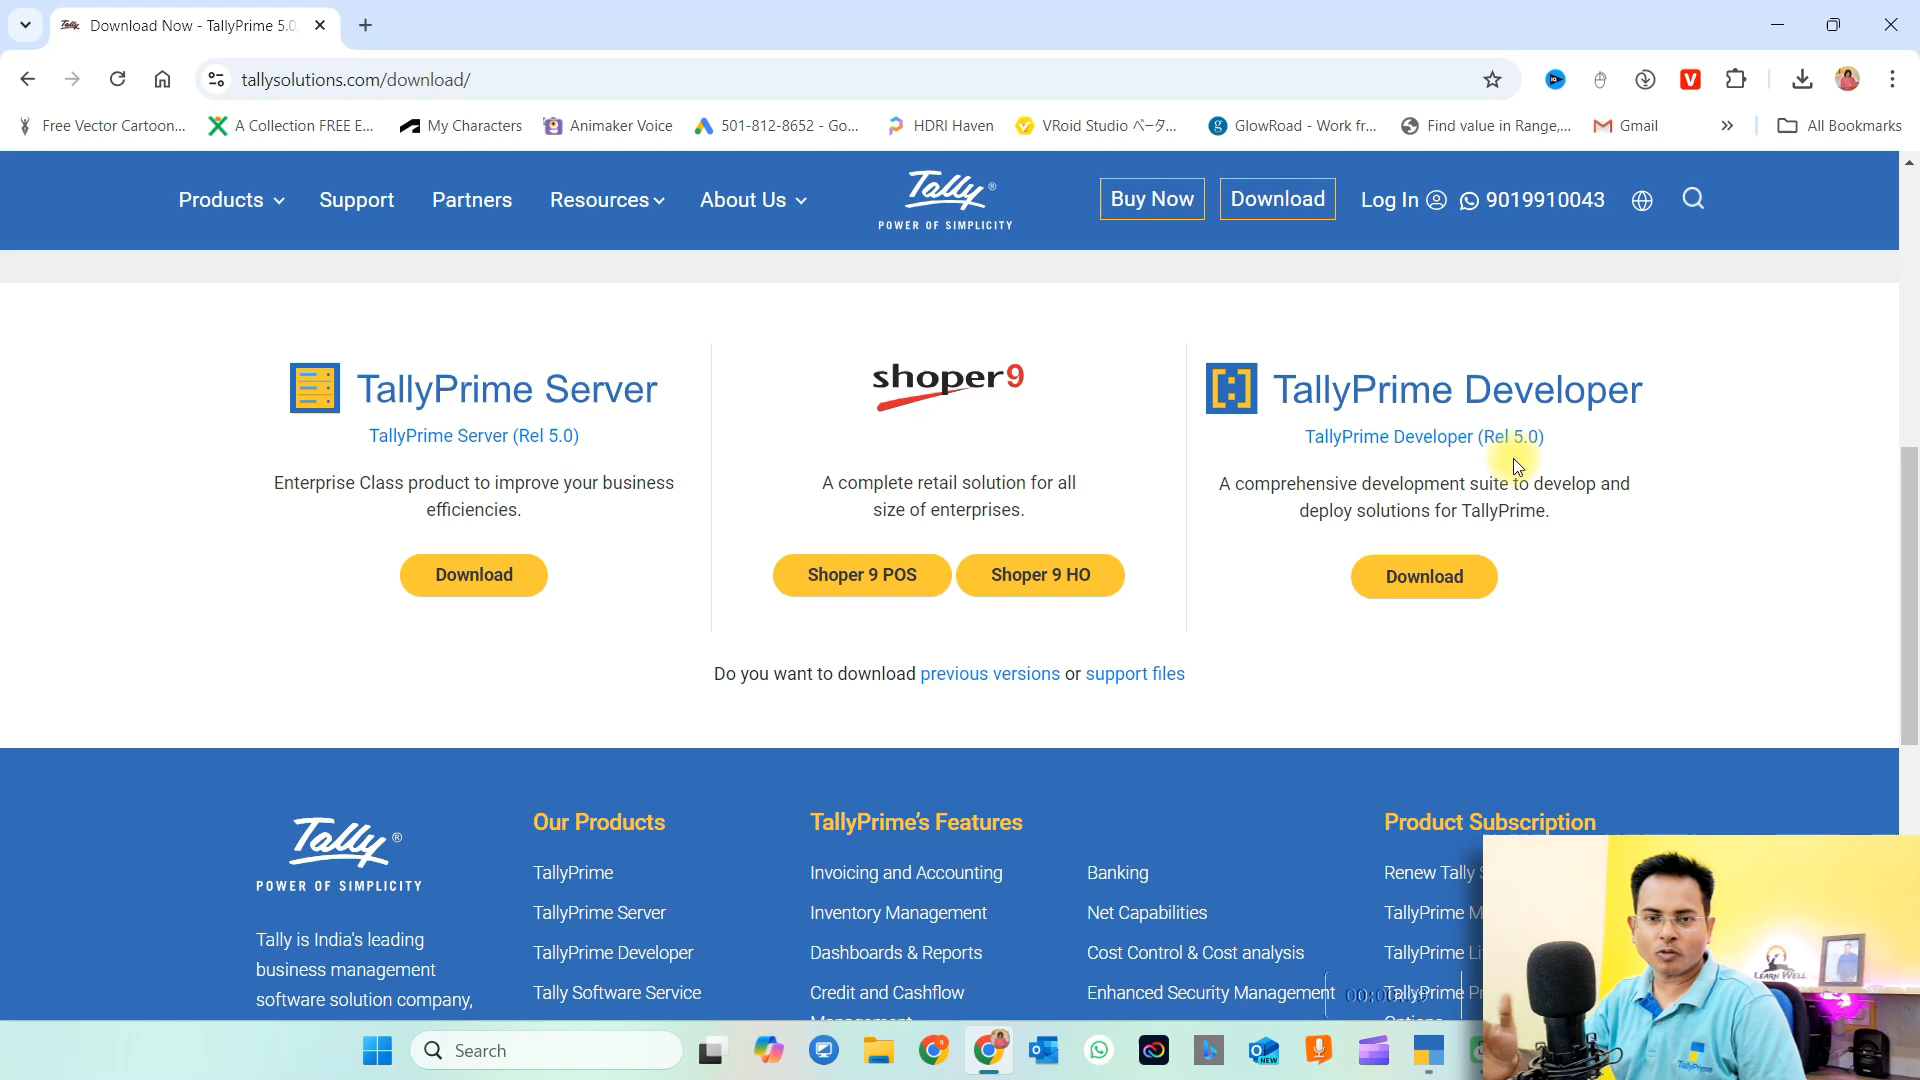 Download Now - TallyPrime 5.0
tallysolutions.com/download/
Free Vector Cartoon... A Collection FREE E... My Characters Animaker Voice 501-812-8652 - Go... HDRI Haven VRoid Studio ベータ... GlowRoad - Work fr... Find value in Range,... Gmail All Bookmarks
Products Support Partners Resources About Us Tally Buy Now Download Log In 9019910043
POWER OF SIMPLICITY
TallyPrime Server
TallyPrime Server (Rel 5.0)
Enterprise Class product to improve your business
efficiencies.
Download
shoper9
A complete retail solution for all
size of enterprises.
Shoper 9 POS Shoper 9 HO
TallyPrime Developer
TallyPrime Developer (Rel 5.0)
A comprehensive development suite to develop and
deploy solutions for TallyPrime.
Download
Do you want to download previous versions or support files
Tally
POWER OF SIMPLICITY
Tally is India's leading
business management
software solution company,
Our Products
TallyPrime
TallyPrime Server
TallyPrime Developer
Tally Software Service
TallyPrime's Features
Invoicing and Accounting
Inventory Management
Dashboards & Reports
Credit and Cashflow
Banking
Net Capabilities
Cost Control & Cost analysis
Enhanced Security Management
Product Subscription
Renew Tally
TallyPrime
TallyPrime
TallyPrime
LEARN WELL
TallyPrime
Search